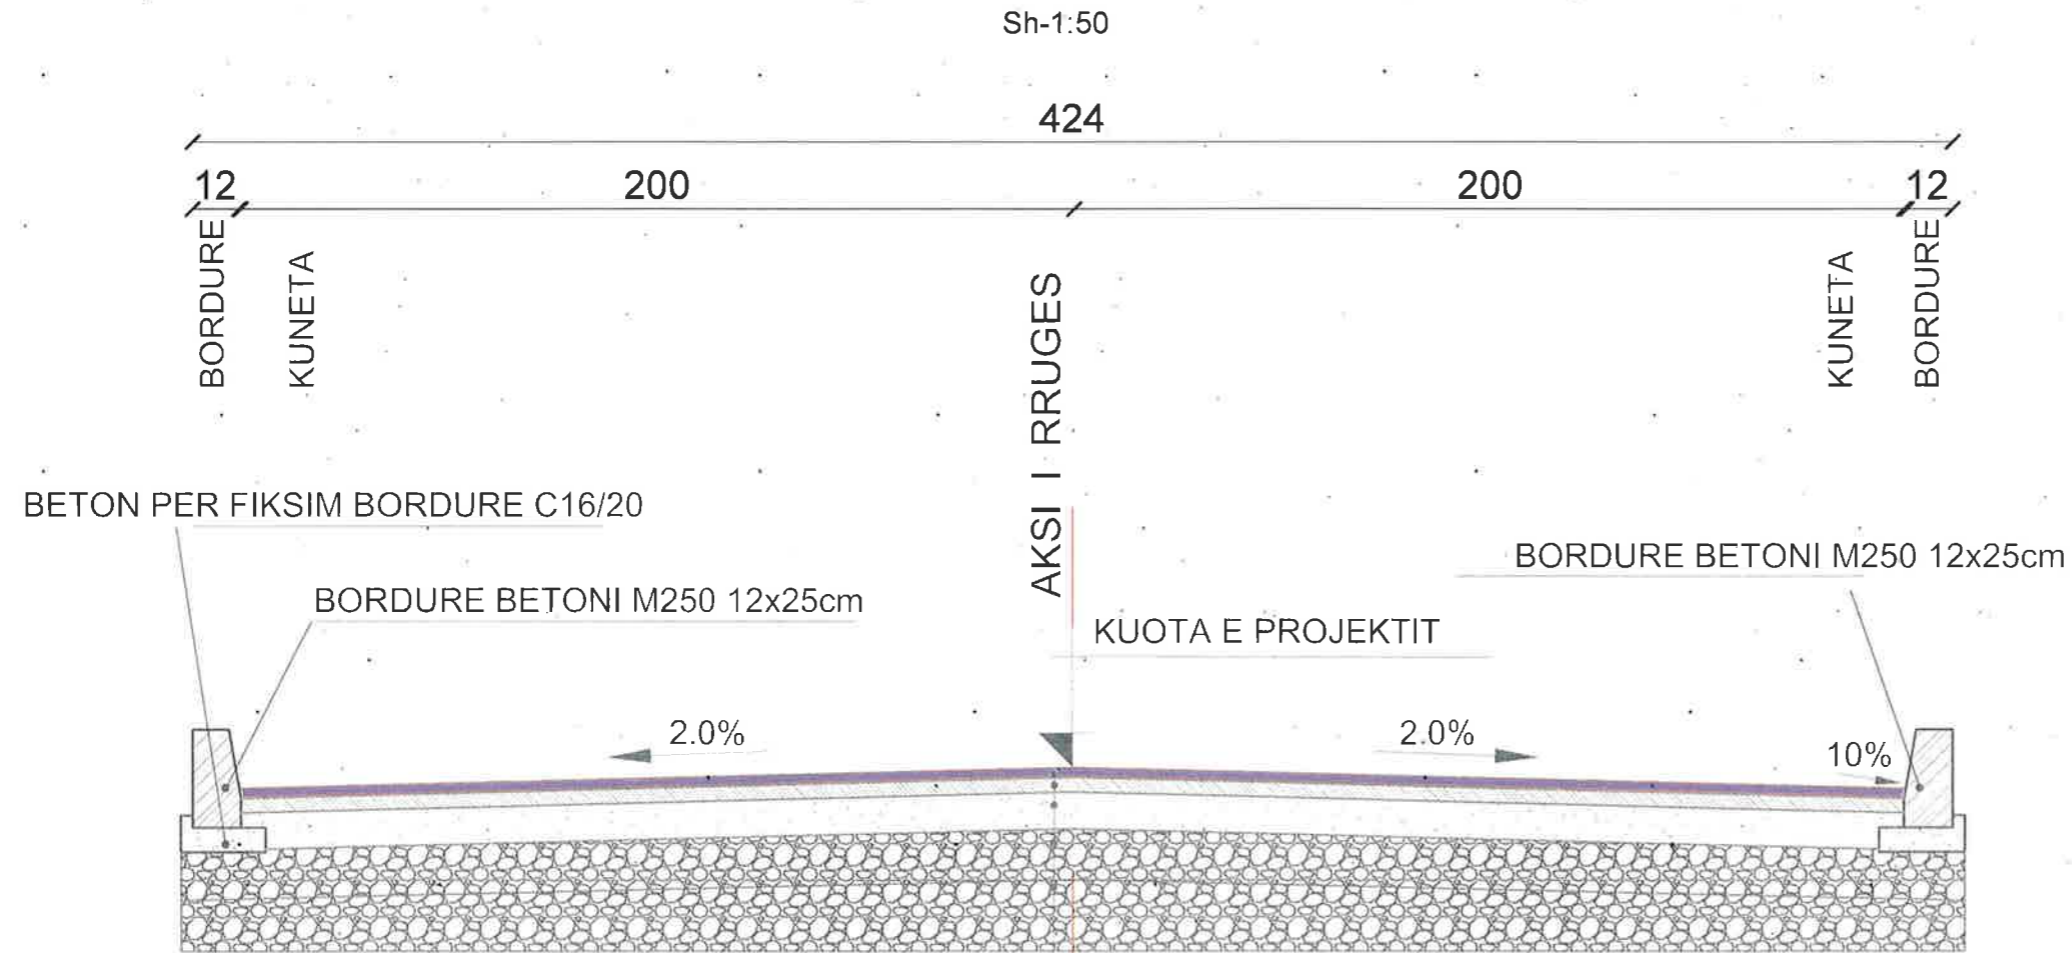 Sh-1:50
424
12
200
200
12
BORDURE
KUNETA
AKSI I RRUGES
KUNETA
BORDURE
BETON PER FIKSIM BORDURE C16/20
BORDURE BETONI M250 12x25cm
BORDURE BETONI M250 12x25cm
KUOTA E PROJEKTIT
2.0%
2.0%
10%